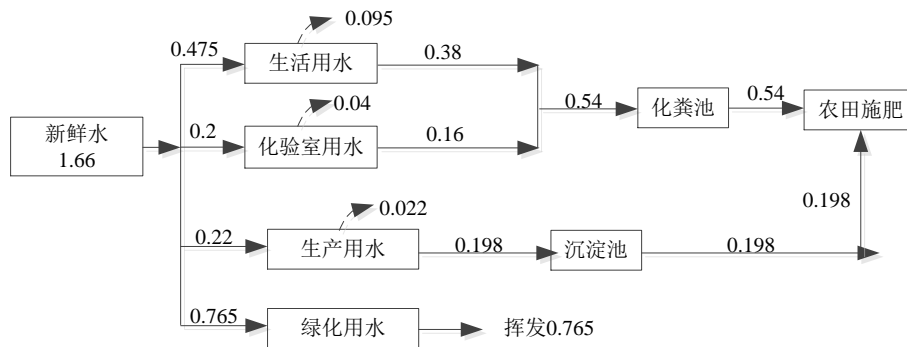 0.095
0.475
生活用水
0.38
0.04
0.54
化粪池
0.54
农田施肥
新鲜水
1.66
0.2
化验室用水
0.16
0.022
0.198
0.22
生产用水
0.198
沉淀池
0.198
0.765
绿化用水
挥发0.765